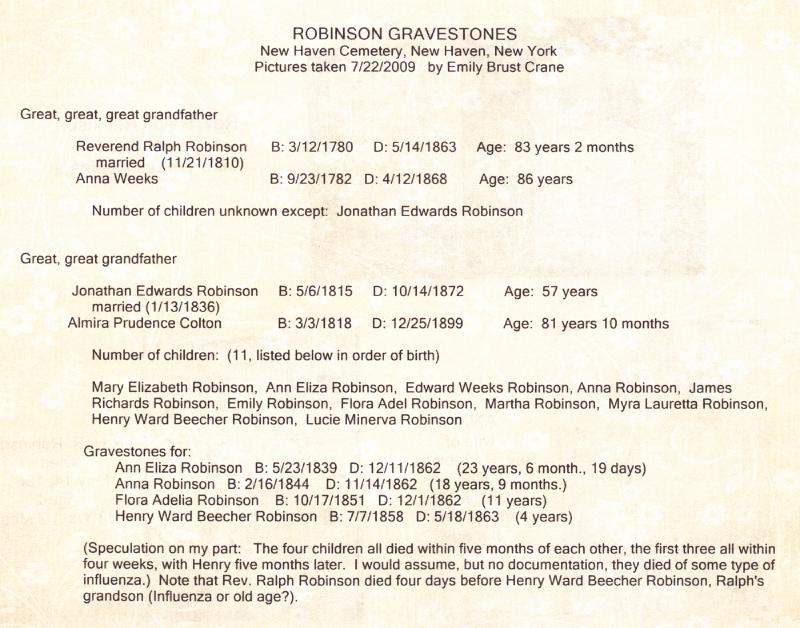 ROBINSON GRAVESTONES
New Haven Cemetery, New Haven, New York
Pictures taken 7/22/2009 by Emily Brust Crane
Great, great, great grandfather
Reverend Ralph Robinson B: 3/12/1780 D: 5/14/1863 Age: 83 years 2 months
married (11/21/1810)
Anna Weeks B: 9/23/1782 D: 4/12/1868 Age: 86 years
Number of children unknown except: Jonathan Edwards Robinson
Great, great grandfather
Jonathan Edwards Robinson B: 5/6/1815 D: 10/14/1872 Age: 57 years
married (1/13/1836)
Almira Prudence Colton B: 3/3/1818 D: 12/25/1899 Age: 81 years 10 months
Number of children: (11, listed below in order of birth)
Mary Elizabeth Robinson, Ann Eliza Robinson, Edward Weeks Robinson, Anna Robinson, James
Richards Robinson, Emily Robinson, Flora Adel Robinson, Martha Robinson, Myra Lauretta Robinson,
Henry Ward Beecher Robinson, Lucie Minerva Robinson
Gravestones for:
Ann Eliza Robinson B: 5/23/1839 D: 12/11/1862 (23 years, 6 month., 19 days)
Anna Robinson B: 2/16/1844 D: 11/14/1862 (18 years, 9 months.)
Flora Adelia Robinson B: 10/17/1851 D: 12/1/1862 (11 years)
Henry Ward Beecher Robinson B: 7/7/1858 D: 5/18/1863 (4 years)
(Speculation on my part: The four children all died within five months of each other, the first three all within
four weeks, with Henry five months later. I would assume, but no documentation, they died of some type of
influenza.) Note that Rev. Ralph Robinson died four days before Henry Ward Beecher Robinson, Ralph's
grandson (Influenza or old age?).